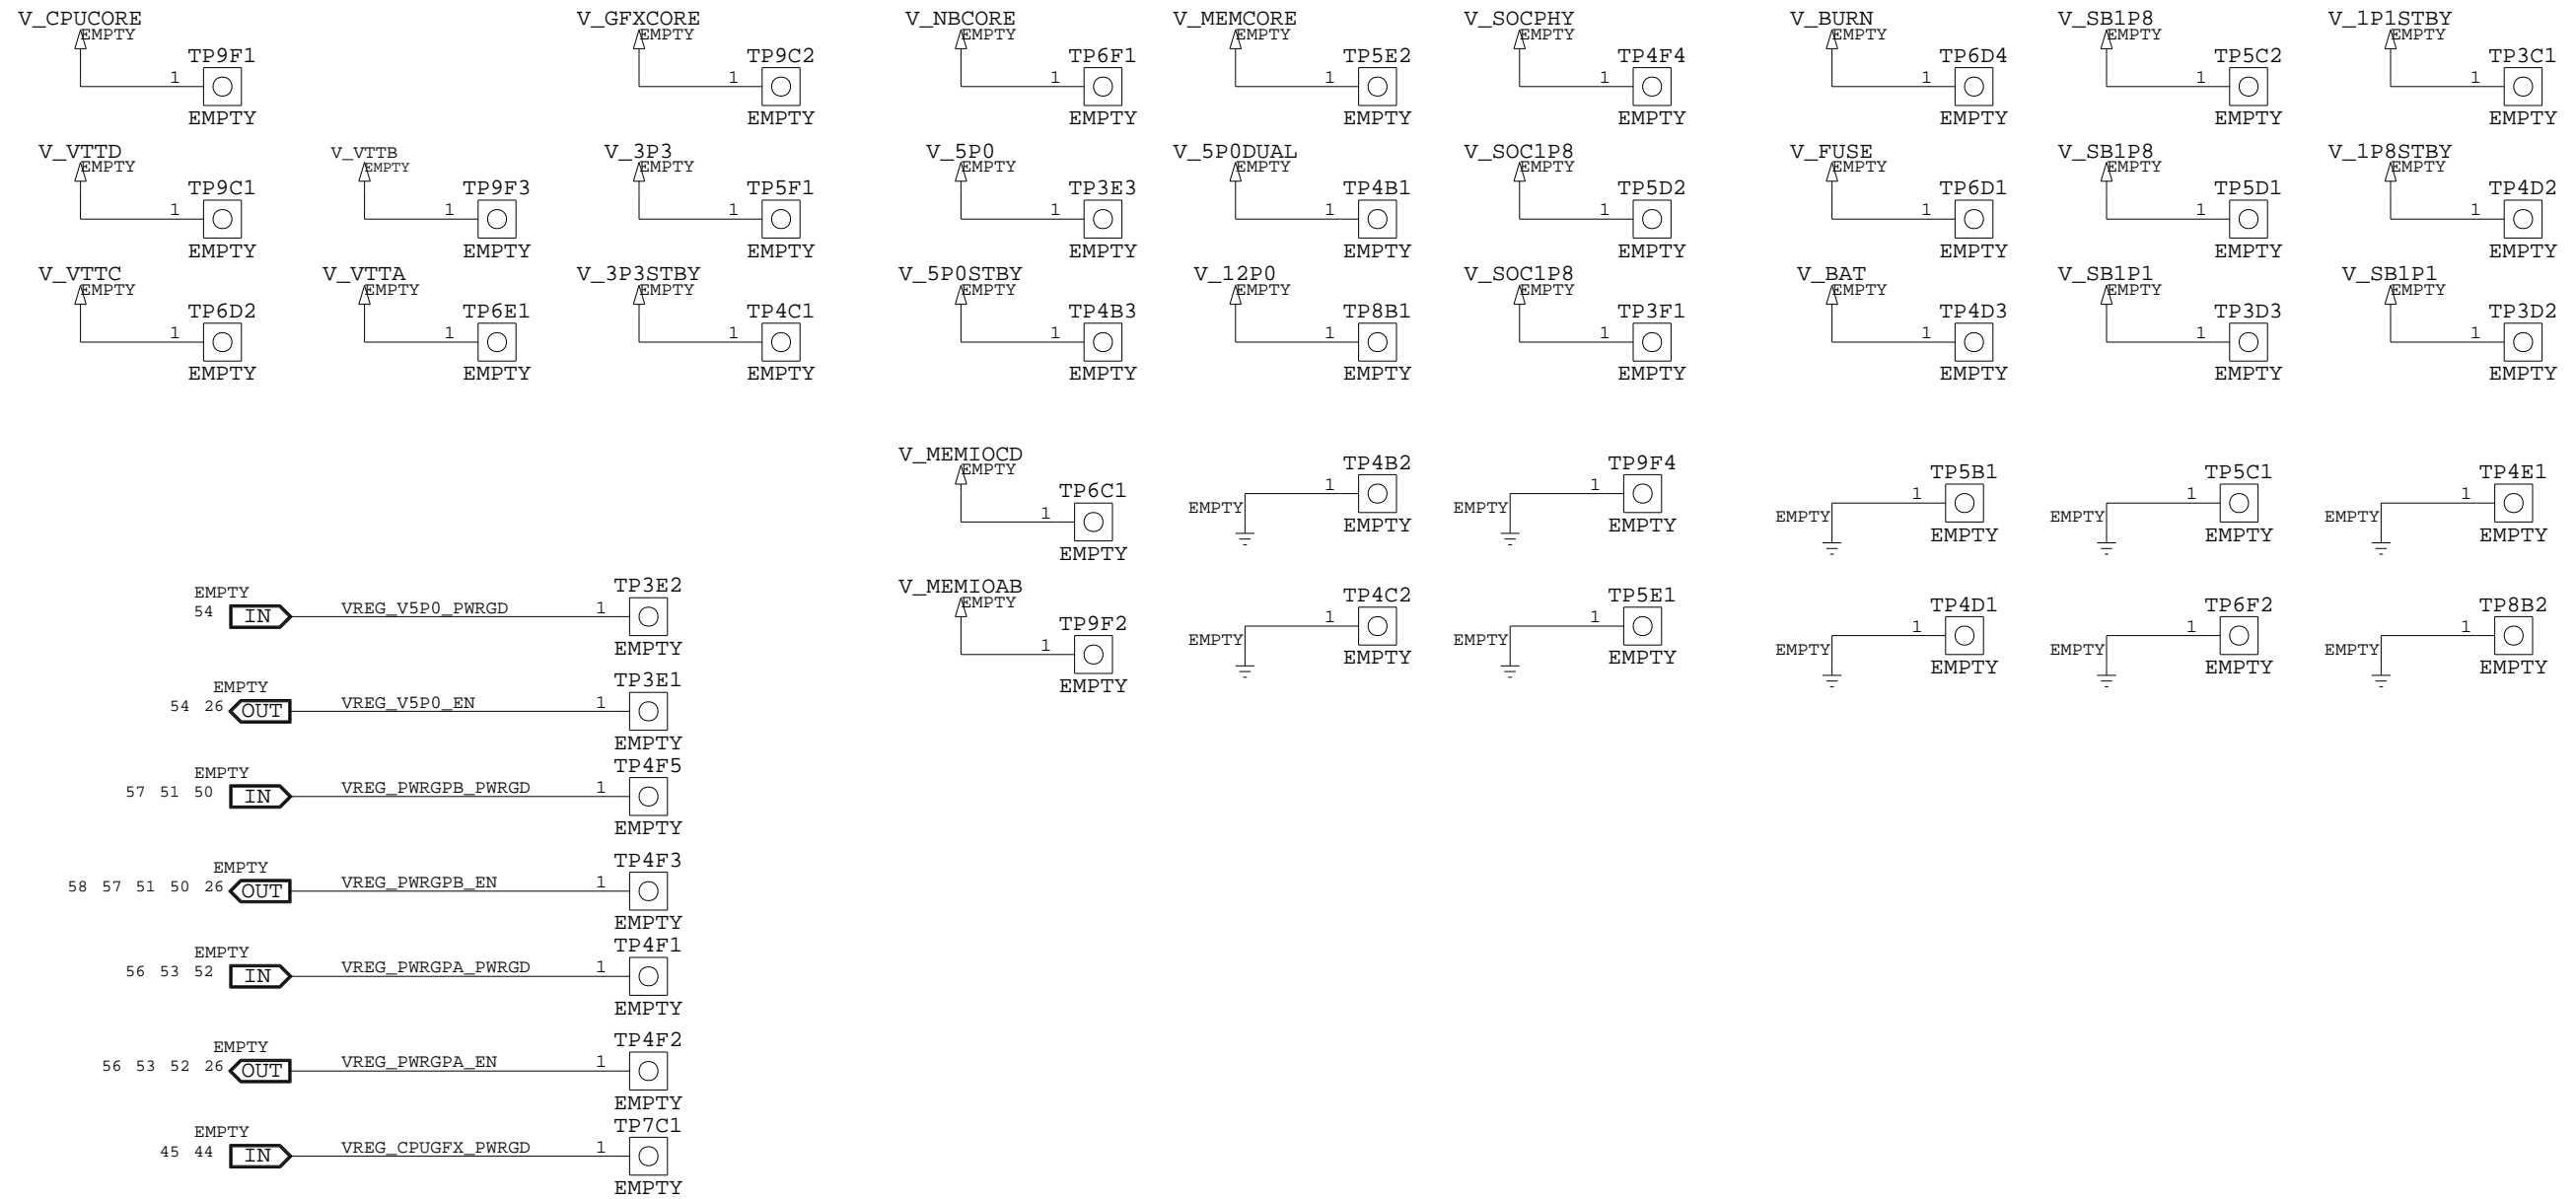 V_CPUCORE V_GFXCORE V_NBCORE V_MEMCORE V_SOCPHY V_BURN V_SB1P8 V_1P1STBY
EMPTY EMPTY EMPTY EMPTY EMPTY EMPTY EMPTY EMPTY
TP9F1 TP9C2 TP6F1 TP5E2 TP4F4 TP6D4 TP5C2 TP3C1
1 1 1 1 1 1 1 1
EMPTY EMPTY EMPTY EMPTY EMPTY EMPTY EMPTY EMPTY
V_VTTD V_VTTB V_3P3 V_5P0 V_5P0DUAL V_SOC1P8 V_FUSE V_SB1P8 V_1P8STBY
EMPTY EMPTY EMPTY EMPTY EMPTY EMPTY EMPTY EMPTY EMPTY
TP9C1 TP9F3 TP5F1 TP3E3 TP4B1 TP5D2 TP6D1 TP5D1 TP4D2
1 1 1 1 1 1 1 1 1
EMPTY EMPTY EMPTY EMPTY EMPTY EMPTY EMPTY EMPTY EMPTY
V_VTTC V_VTTA V_3P3STBY V_5P0STBY V_12P0 V_SOC1P8 V_BAT V_SB1P1 V_SB1P1
EMPTY EMPTY EMPTY EMPTY EMPTY EMPTY EMPTY EMPTY EMPTY
TP6D2 TP6E1 TP4C1 TP4B3 TP8B1 TP3F1 TP4D3 TP3D3 TP3D2
1 1 1 1 1 1 1 1 1
EMPTY EMPTY EMPTY EMPTY EMPTY EMPTY EMPTY EMPTY EMPTY
V_MEMIOCD
EMPTY
TP4B2 TP9F4 TP5B1 TP5C1 TP4E1
TP6C1 1 1 1 1 1
1 EMPTY EMPTY EMPTY EMPTY EMPTY
EMPTY EMPTY EMPTY EMPTY EMPTY
EMPTY
V_MEMIOAB
EMPTY
TP4C2 TP5E1 TP4D1 TP6F2 TP8B2
TP9F2 1 1 1 1 1
1 EMPTY EMPTY EMPTY EMPTY EMPTY
EMPTY EMPTY EMPTY EMPTY EMPTY
EMPTY
TP3E2
EMPTY
54 IN VREG_V5P0_PWRGD 1
EMPTY
TP3E1
EMPTY
54 26 OUT VREG_V5P0_EN 1
EMPTY
TP4F5
EMPTY
57 51 50 IN VREG_PWRGPB_PWRGD 1
EMPTY
TP4F3
EMPTY
58 57 51 50 26 OUT VREG_PWRGPB_EN 1
EMPTY
TP4F1
EMPTY
56 53 52 IN VREG_PWRGPA_PWRGD 1
EMPTY
TP4F2
EMPTY
56 53 52 26 OUT VREG_PWRGPA_EN 1
EMPTY
TP7C1
EMPTY
45 44 IN VREG_CPUGFX_PWRGD 1
EMPTY